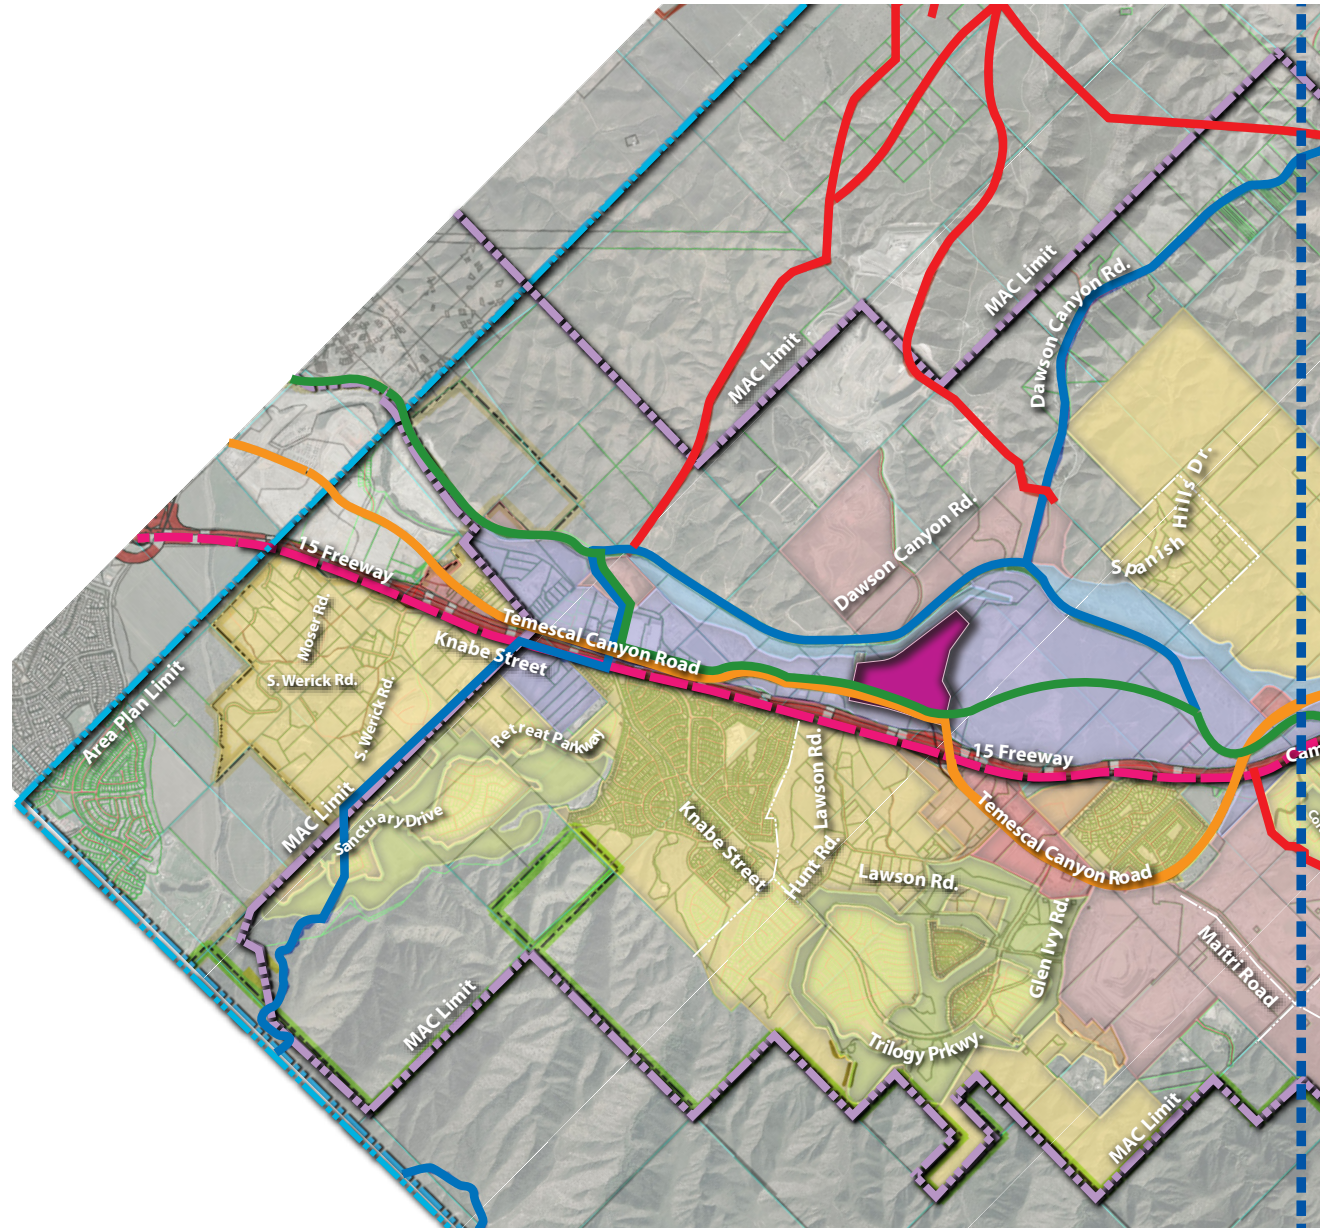 MAC Limit
Dawson Canyon Rd.
MAC Limit
Spanish Hills Dr.
Dawson Canyon Rd.
15 Freeway
Moser Rd.
Temescal Canyon Road
Knabe Street
S. Werick Rd.
Area Plan Limit
S. Werick Rd.
Retreat Parkway
Lawson Rd.
15 Freeway
MAC Limit
Sanctuary Drive
Knabe Street
Hunt Rd.
Temescal Canyon Road
Lawson Rd.
Glen Ivy Rd.
Maitri Road
MAC Limit
Trilogy Prkwy.
MAC Limit